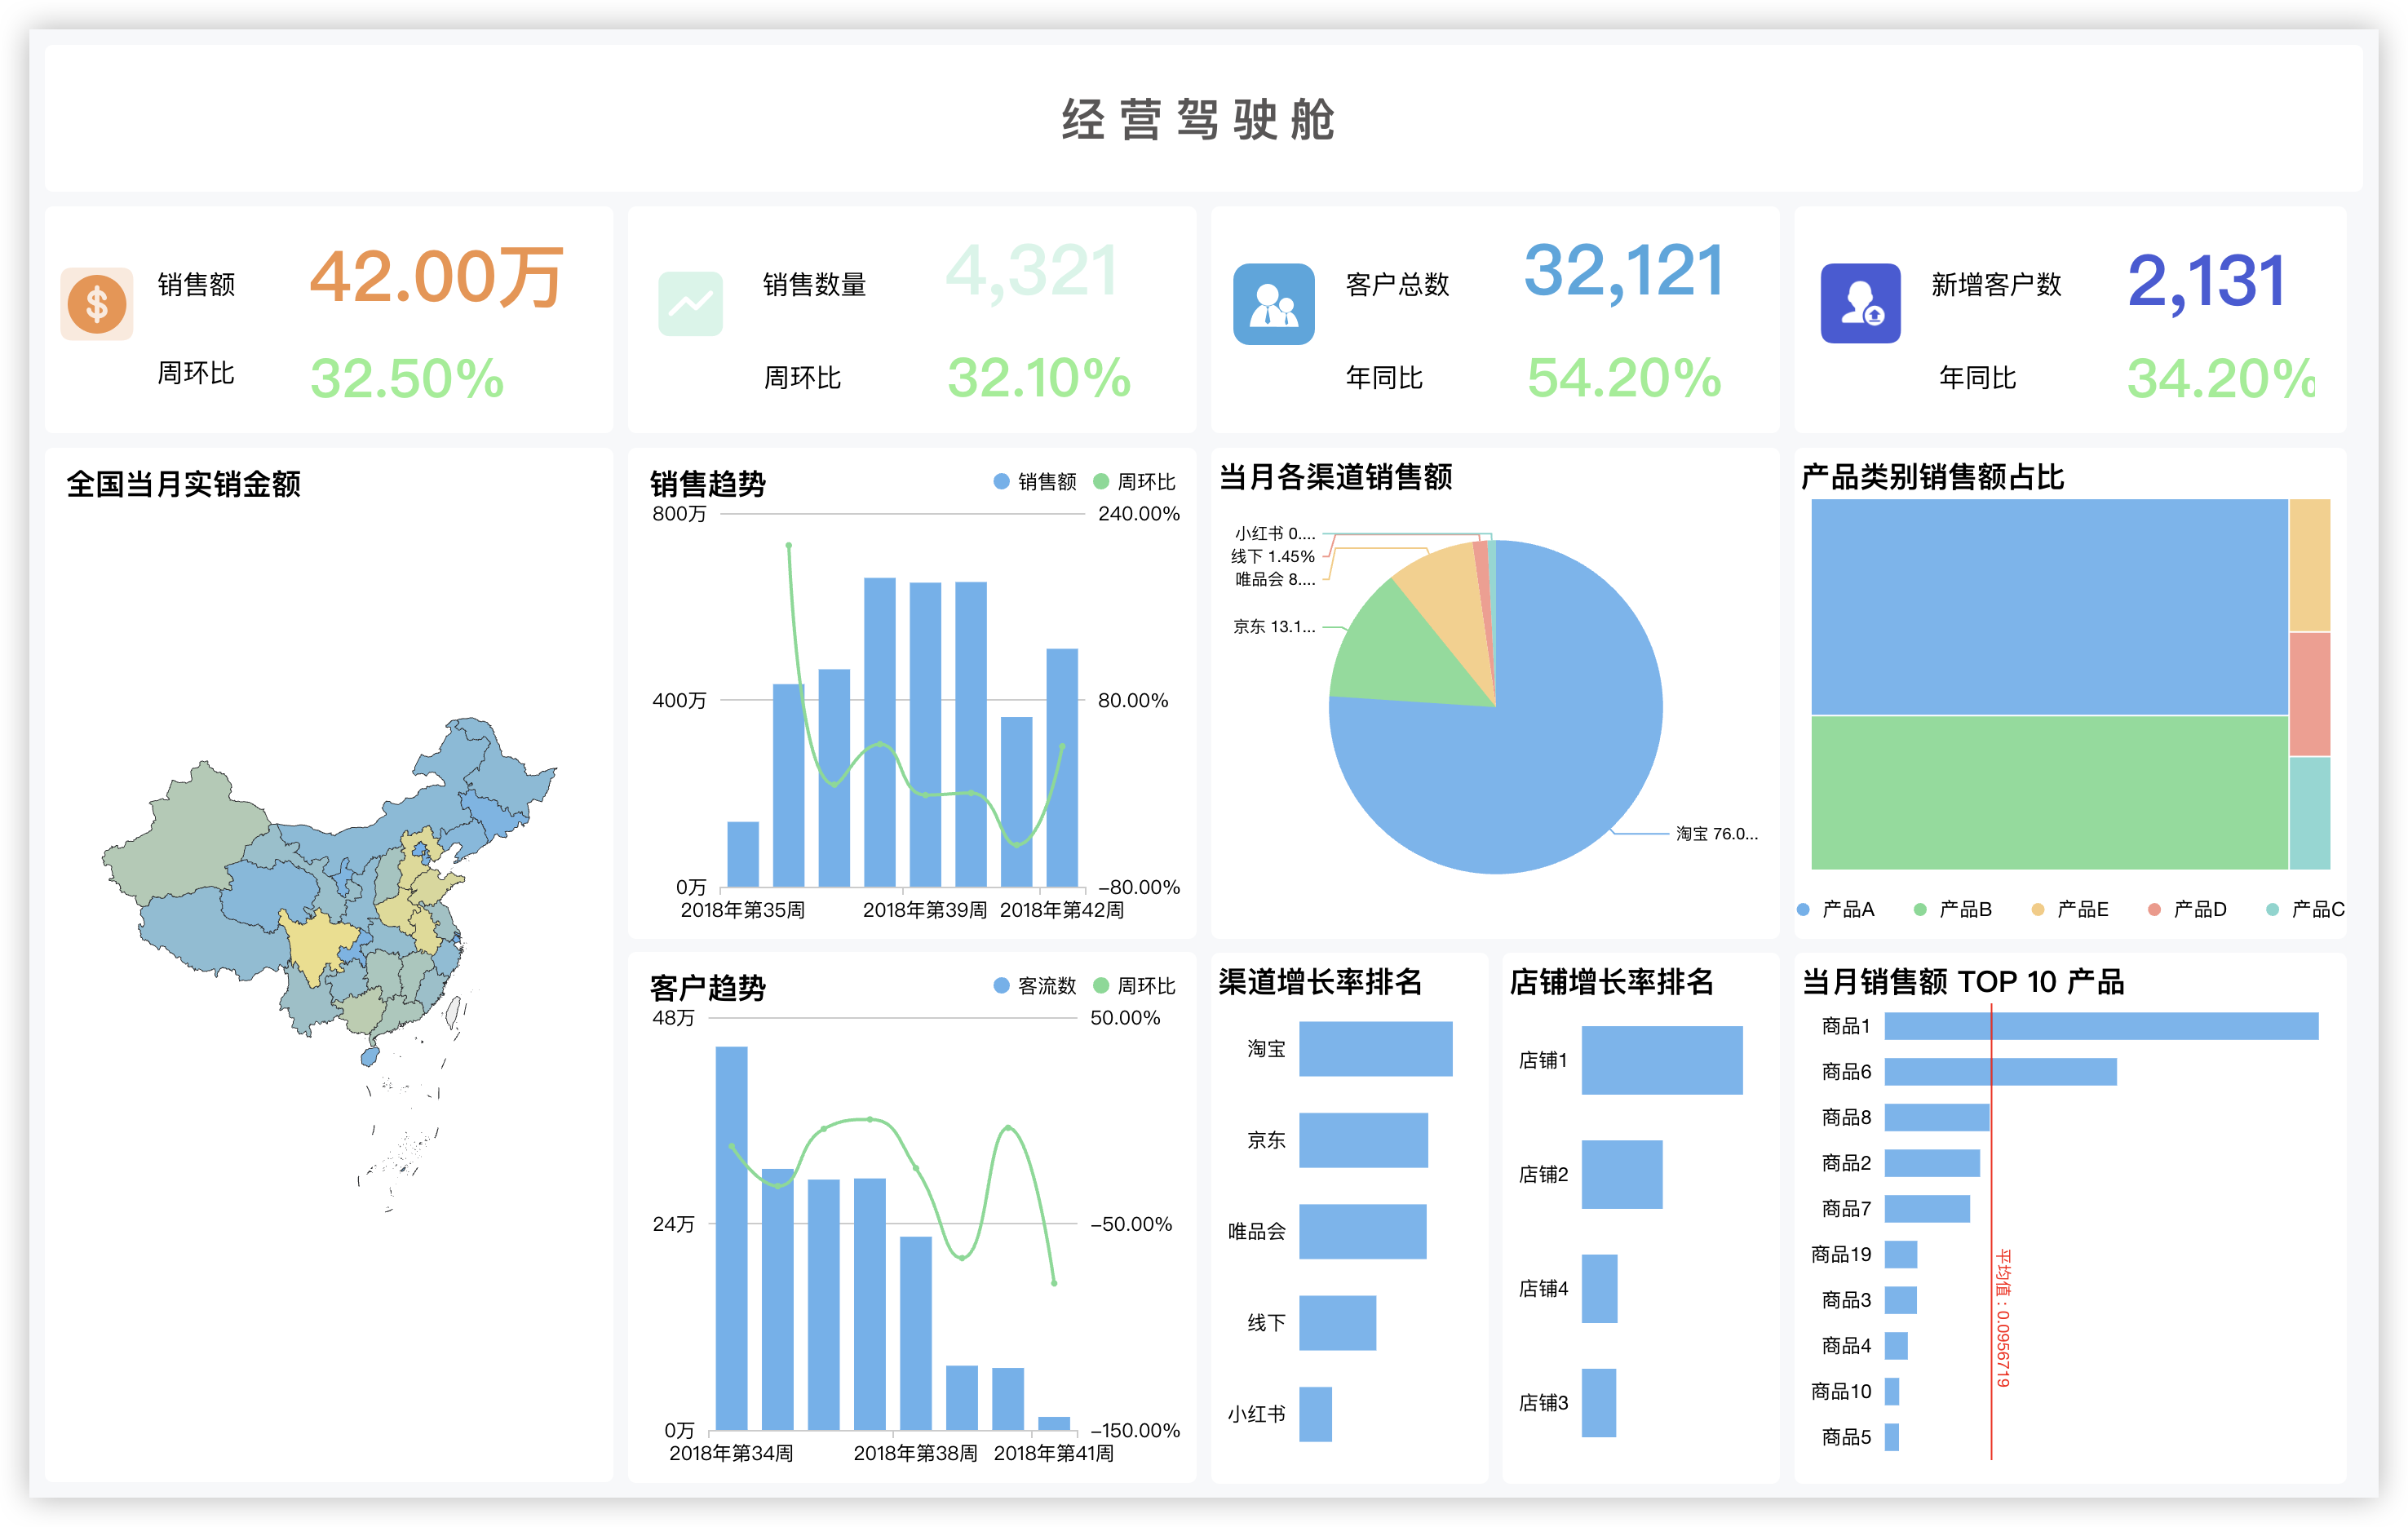 经营驾驶舱
销售额
42.00万
周环比
32.50%
销售数量
4,321
周环比
32.10%
客户总数
32,121
年同比
54.20%
新增客户数
2,131
年同比
34.20%
全国当月实销金额
销售趋势
销售额
周环比
800万
240.00%
400万
80.00%
0万
-80.00%
2018年第35周
2018年第39周
2018年第42周
当月各渠道销售额
小红书 0....
线下 1.45%
唯品会 8....
京东 13.1...
淘宝 76.0...
产品类别销售额占比
产品A
产品B
产品E
产品D
产品C
客户趋势
客流数
周环比
48万
50.00%
24万
-50.00%
0万
-150.00%
2018年第34周
2018年第38周
2018年第41周
渠道增长率排名
淘宝
京东
唯品会
线下
小红书
店铺增长率排名
店铺1
店铺2
店铺4
店铺3
当月销售额 TOP 10 产品
商品1
商品6
商品8
商品2
商品7
商品19
商品3
商品4
商品10
商品5
平均值：0.0956719